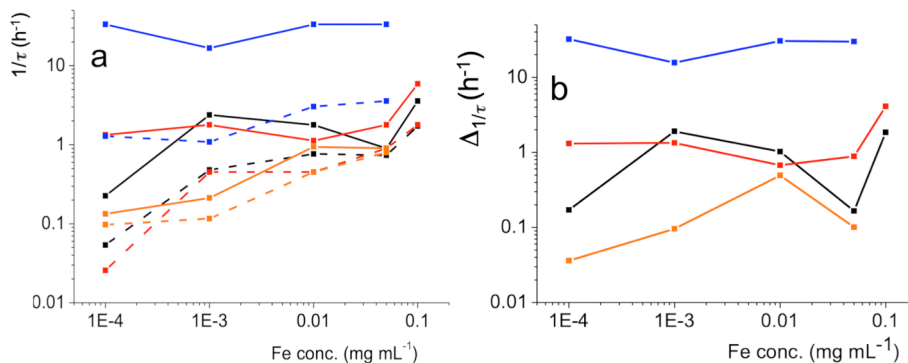 a
1/τ (h⁻¹)
10
1
0.1
0.01
1E-4
1E-3
0.01
0.1
Fe conc. (mg mL⁻¹)
b
Δ1/τ (h⁻¹)
10
1
0.1
0.01
1E-4
1E-3
0.01
0.1
Fe conc. (mg mL⁻¹)